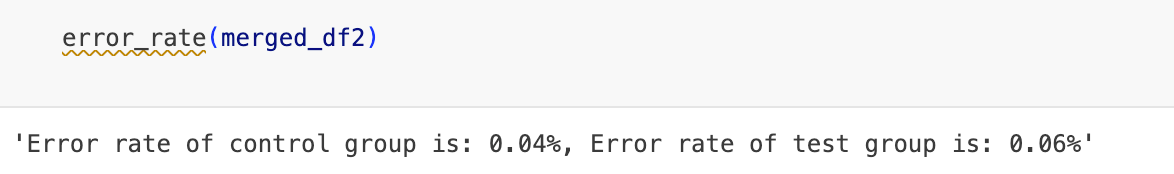 error_rate(merged_df2)
'Error rate of control group is: 0.04%, Error rate of test group is: 0.06%'